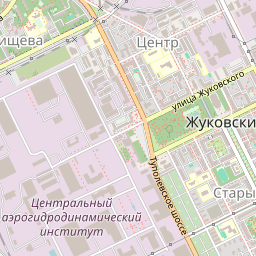 ищева
Центр
улица Жуковского
Жуковски
Туполевское шоссе
Стары
Центральный
аэрогидродинамический
институт